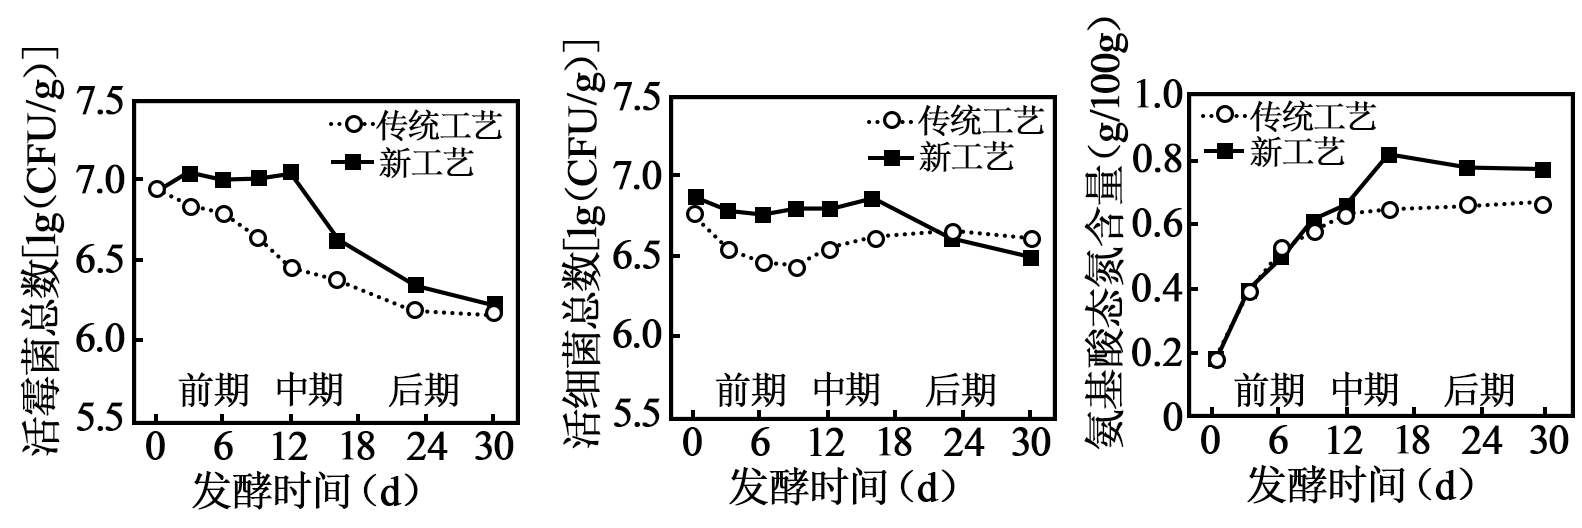 活霉菌总数[lg(CFU/g)]
7.5
7.0
6.5
6.0
5.5
传统工艺
新工艺
前期 中期 后期
0 6 12 18 24 30
发酵时间(d)
活细菌总数[lg(CFU/g)]
7.5
7.0
6.5
6.0
5.5
传统工艺
新工艺
前期 中期 后期
0 6 12 18 24 30
发酵时间(d)
氨基酸态氮含量(g/100g)
1.0
0.8
0.6
0.4
0.2
0
传统工艺
新工艺
前期 中期 后期
0 6 12 18 24 30
发酵时间(d)